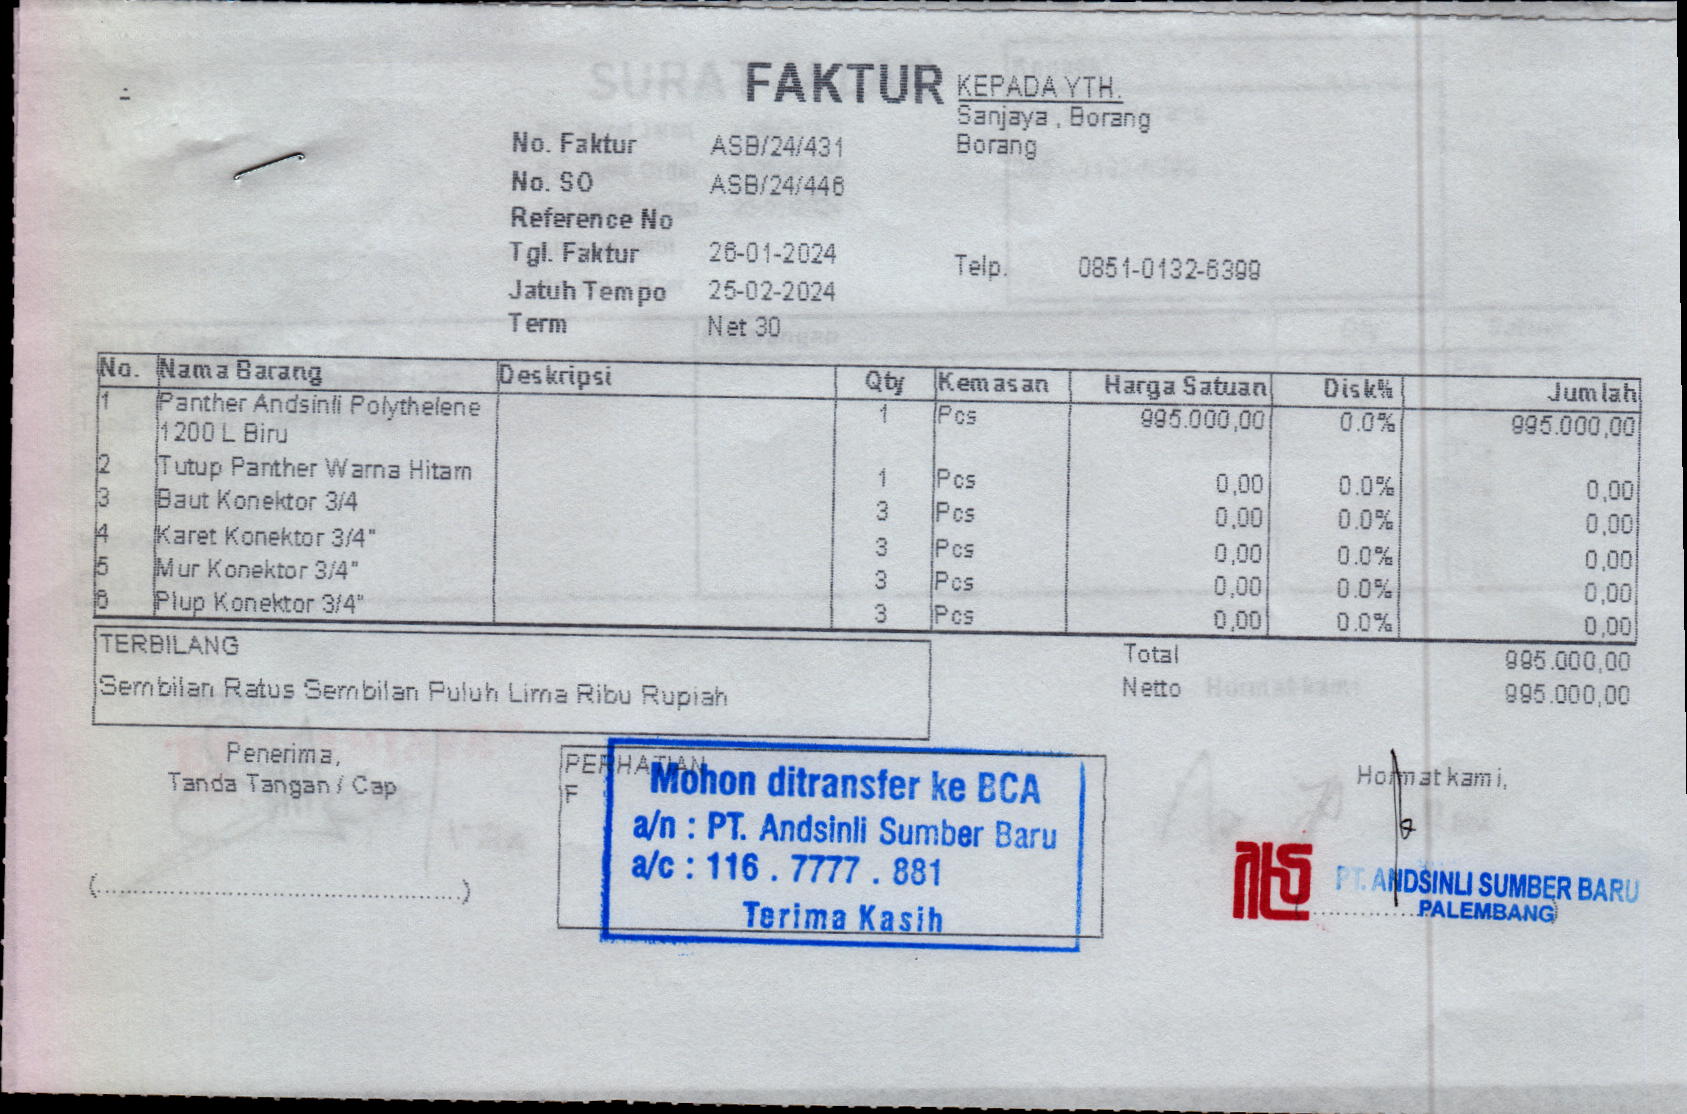 FAKTUR
KEPADA YTH.
Sanjaya , Borang
Borang
No. Faktur ASB/24/431
No. SO ASB/24/446
Reference No
Tgl. Faktur 26-01-2024
Telp. 0851-0132-6399
Jatuh Tempo 25-02-2024
Term Net 30
No. Nama Barang Deskripsi Qty Kemasan Harga Satuan Disk% Jumlah
1 Panther Andsinli Polythelene 1 Pcs 995.000,00 0.0% 995.000,00
1200 L Biru
2 Tutup Panther Warna Hitam 1 Pcs 0,00 0.0% 0,00
3 Baut Konektor 3/4 3 Pcs 0,00 0.0% 0,00
4 Karet Konektor 3/4" 3 Pcs 0,00 0.0% 0,00
5 Mur Konektor 3/4" 3 Pcs 0,00 0.0% 0,00
6 Plup Konektor 3/4" 3 Pcs 0,00 0.0% 0,00
TERBILANG
Sembilan Ratus Sembilan Puluh Lima Ribu Rupiah
Total 995.000,00
Netto 995.000,00
Penerima,
Tanda Tangan / Cap
(............................................)
PERHATIAN
F
Mohon ditransfer ke BCA
a/n : PT. Andsinli Sumber Baru
a/c : 116 . 7777 . 881
Terima Kasih
Hormat kami,
PT. ANDSINLI SUMBER BARU
PALEMBANG